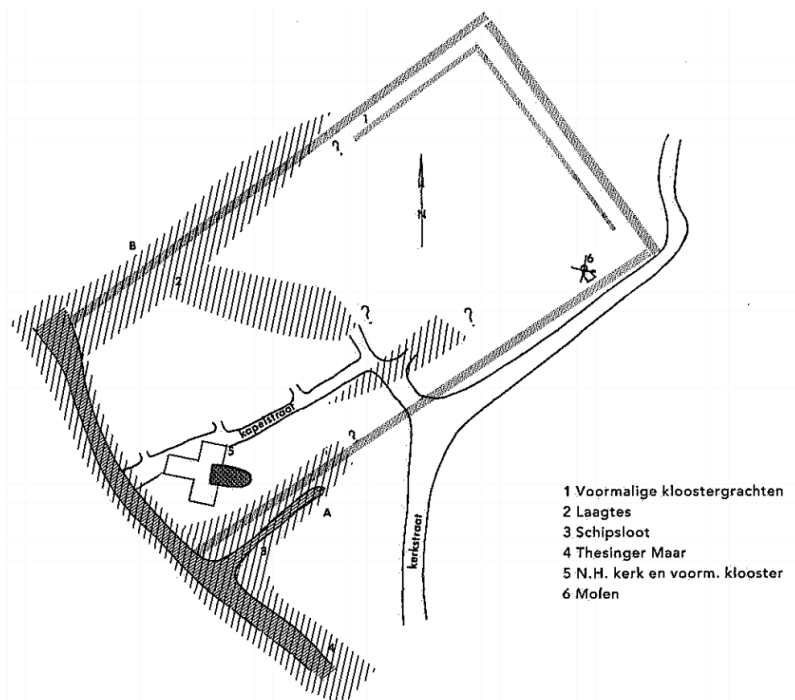 1
?
N
B
6
2
?
?
kapelstraat
5
?
A
3
kerkstraat
4
1 Voormalige kloostergrachten
2 Laagtes
3 Schipsloot
4 Thesinger Maar
5 N.H. kerk en voorm. klooster
6 Molen